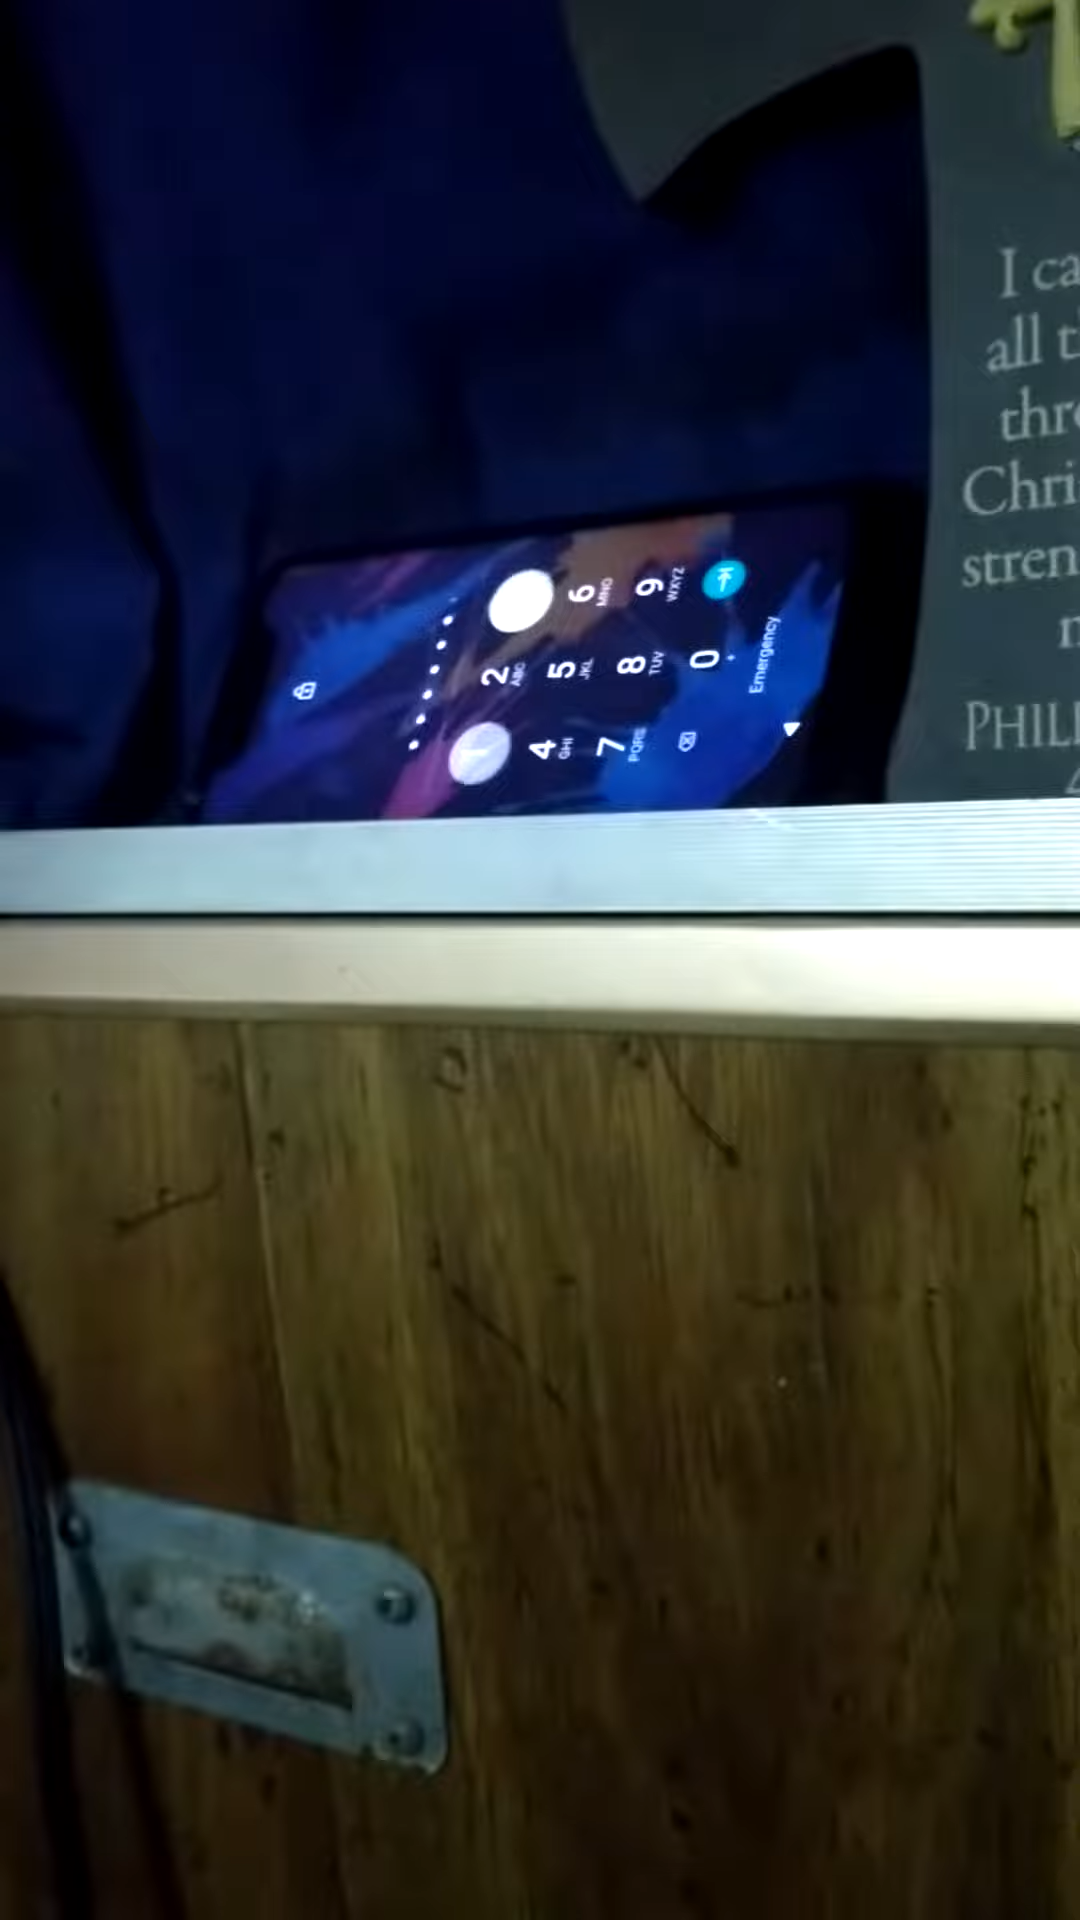 2 ABC
4 GHI
5 JKL
6 MNO
7 PQRS
8 TUV
9 WXYZ
0 +
Emergency
I ca
all t
thr
Chri
stren
PHIL
4